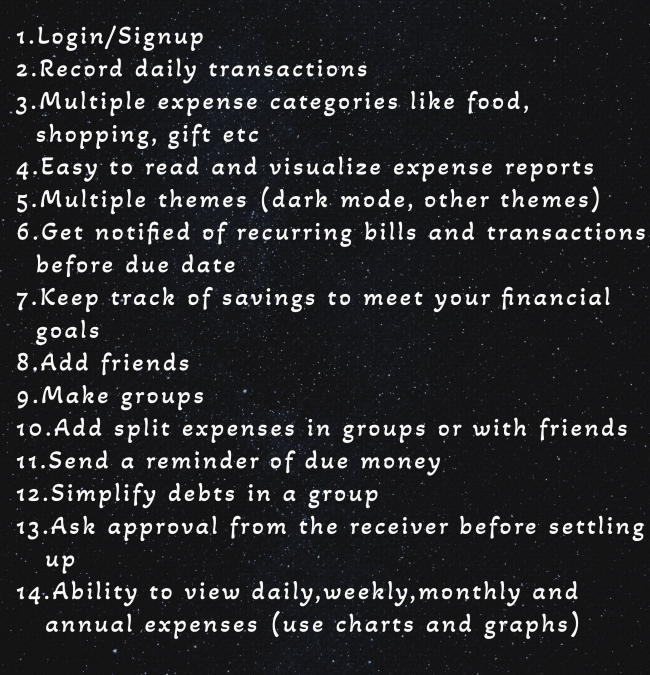 1.Login/Signup
2.Record daily transactions
3.Multiple expense categories like food,
shopping, gift etc
4.Easy to read and visualize expense reports
5.Multiple themes (dark mode, other themes)
6.Get notified of recurring bills and transactions
before due date
7.Keep track of savings to meet your financial
goals
8.Add friends
9.Make groups
10.Add split expenses in groups or with friends
11.Send a reminder of due money
12.Simplify debts in a group
13.Ask approval from the receiver before settling
up
14.Ability to view daily,weekly,monthly and
annual expenses (use charts and graphs)